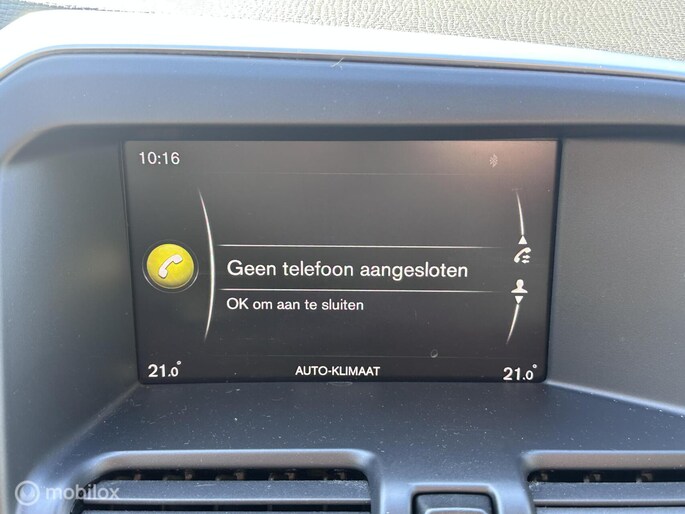 10:16
Geen telefoon aangesloten
OK om aan te sluiten
21.0° AUTO-KLIMAAT 21.0°
mobilox